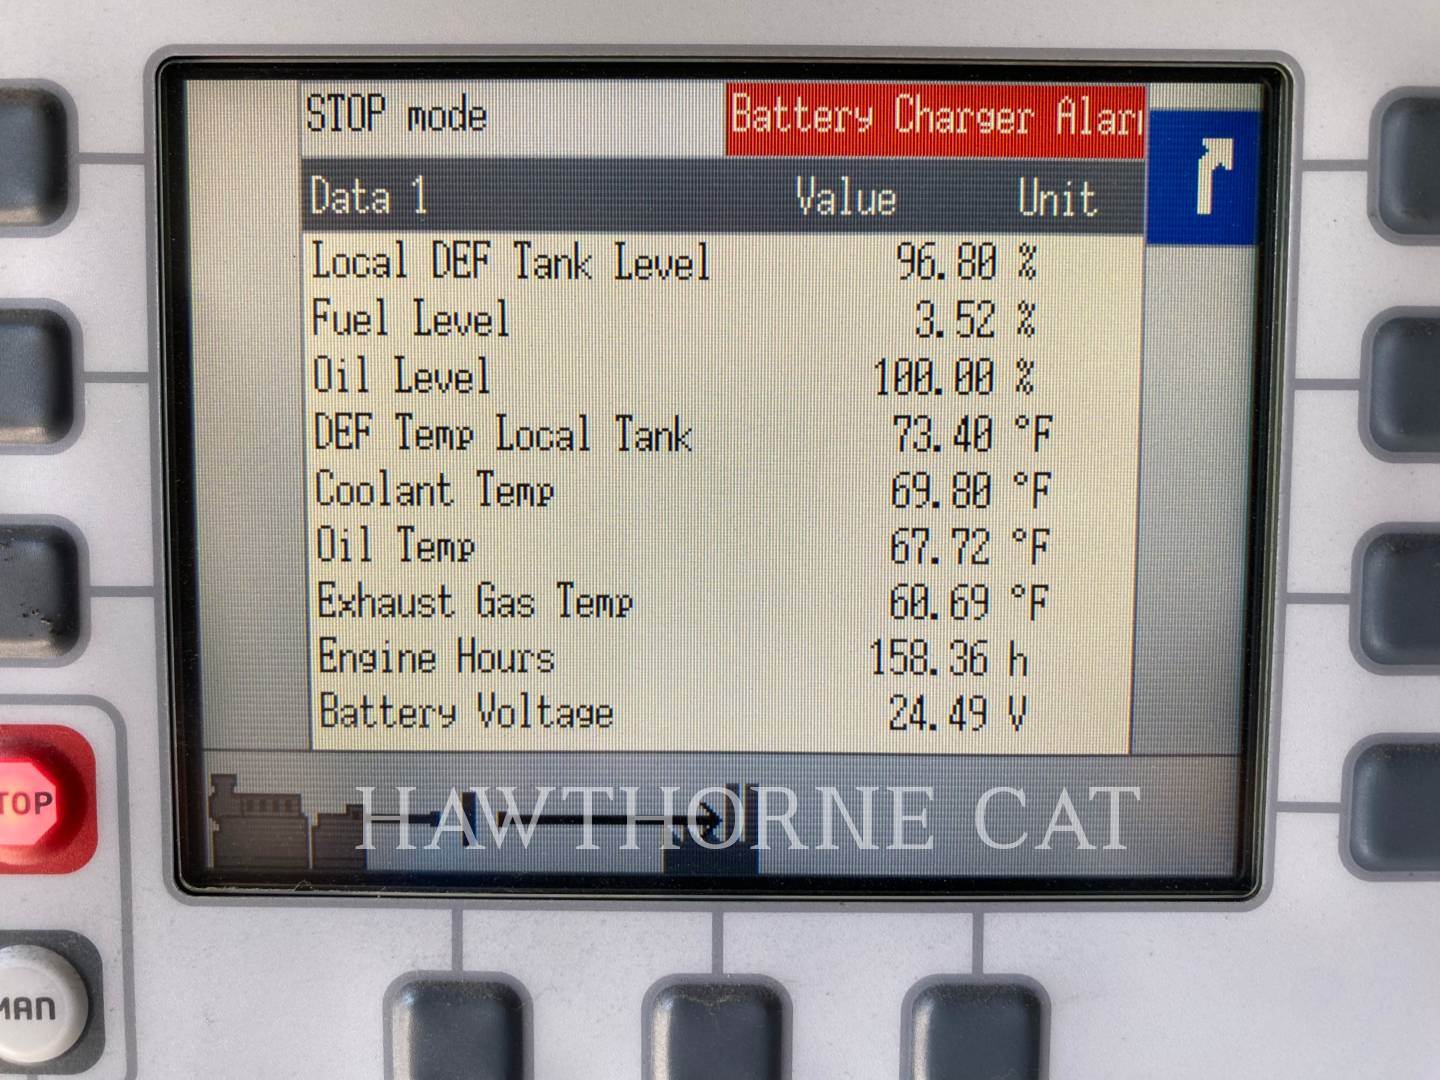 STOP mode Battery Charger Alarm
Data 1 Value Unit
Local DEF Tank Level 96.80 %
Fuel Level 3.52 %
Oil Level 100.00 %
DEF Temp Local Tank 73.40 °F
Coolant Temp 69.80 °F
Oil Temp 67.72 °F
Exhaust Gas Temp 60.69 °F
Engine Hours 158.36 h
Battery Voltage 24.49 V
TOP
HAWTHORNE CAT
MAN